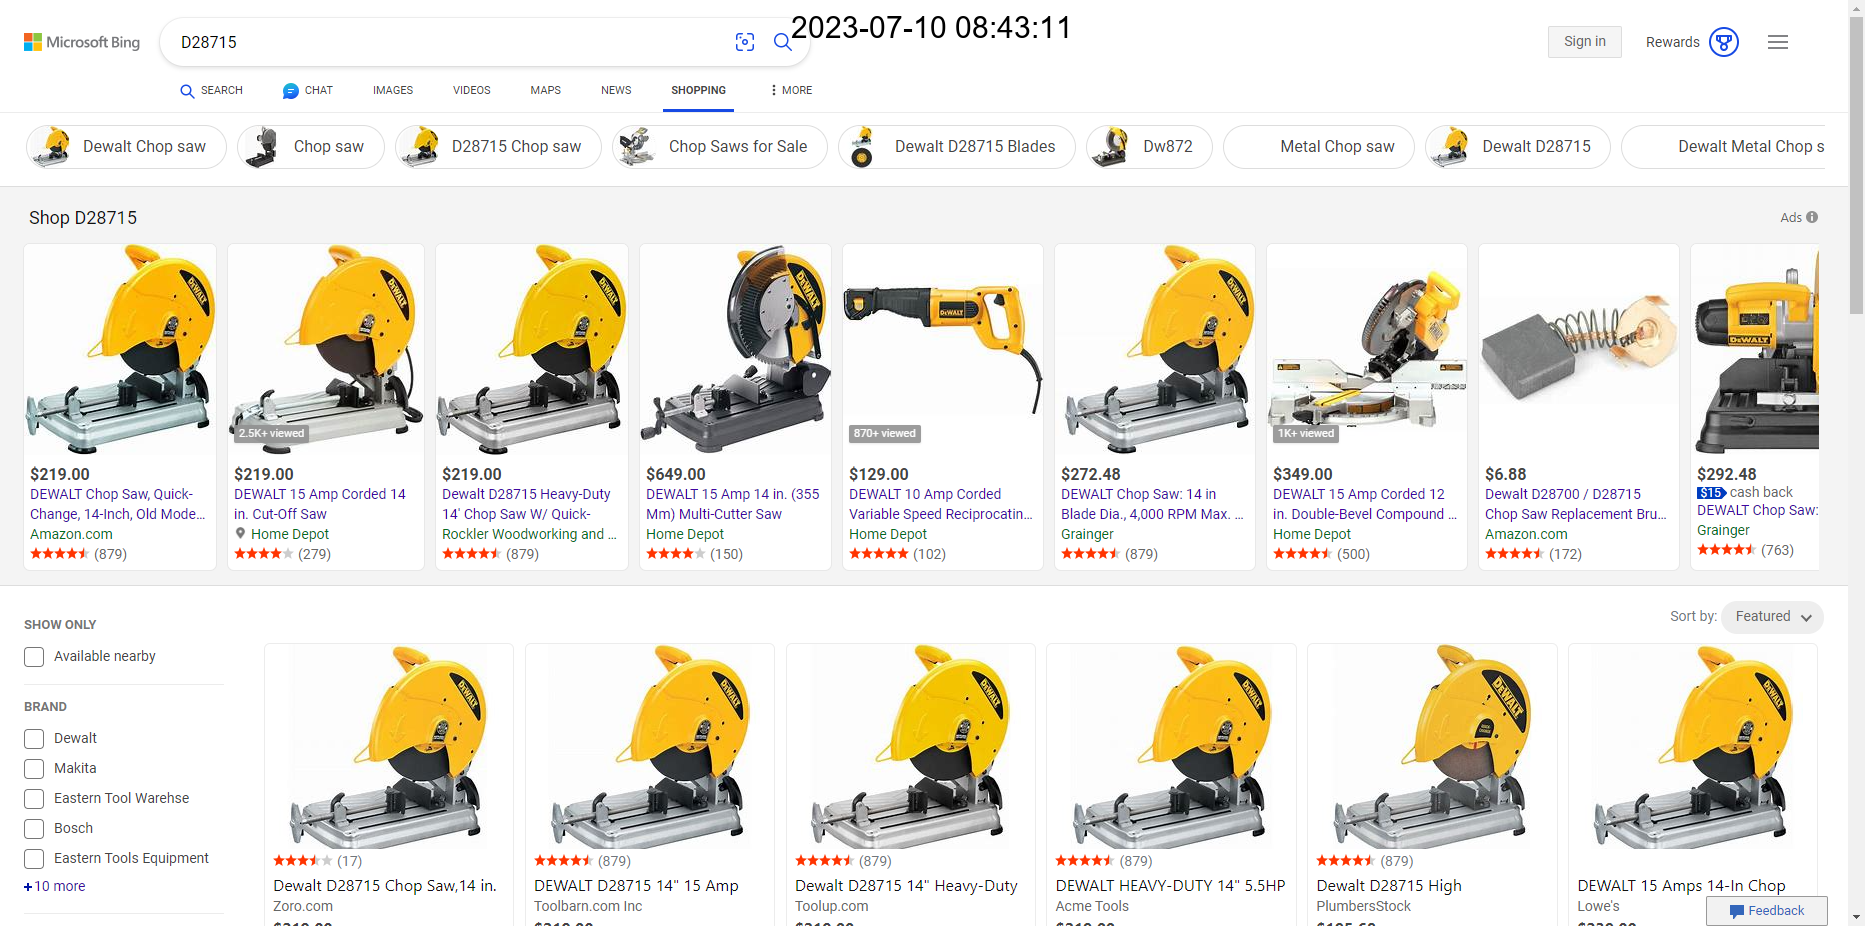 2023-07-10 08:43:11
Microsoft Bing
D28715
Sign in
Rewards
SEARCH
CHAT
IMAGES
VIDEOS
MAPS
NEWS
SHOPPING
MORE
Dewalt Chop saw
Chop saw
D28715 Chop saw
Chop Saws for Sale
Dewalt D28715 Blades
Dw872
Metal Chop saw
Dewalt D28715
Dewalt Metal Chop s
Shop D28715
Ads
$219.00
DEWALT Chop Saw, Quick-
Change, 14-Inch, Old Mode...
Amazon.com
(879)
2.5K+ viewed
$219.00
DEWALT 15 Amp Corded 14
in. Cut-Off Saw
Home Depot
(279)
$219.00
Dewalt D28715 Heavy-Duty
14' Chop Saw W/ Quick-
Rockler Woodworking and ...
(879)
$649.00
DEWALT 15 Amp 14 in. (355
Mm) Multi-Cutter Saw
Home Depot
(150)
870+ viewed
$129.00
DEWALT 10 Amp Corded
Variable Speed Reciprocatin...
Home Depot
(102)
$272.48
DEWALT Chop Saw: 14 in
Blade Dia., 4,000 RPM Max. ...
Grainger
(879)
1K+ viewed
$349.00
DEWALT 15 Amp Corded 12
in. Double-Bevel Compound ...
Home Depot
(500)
$6.88
Dewalt D28700 / D28715
Chop Saw Replacement Bru...
Amazon.com
(172)
$292.48
$15 cash back
DEWALT Chop Saw:
Grainger
(763)
Sort by: Featured
SHOW ONLY
Available nearby
BRAND
Dewalt
Makita
Eastern Tool Warehse
Bosch
Eastern Tools Equipment
+10 more
(17)
Dewalt D28715 Chop Saw,14 in.
Zoro.com
(879)
DEWALT D28715 14" 15 Amp
Toolbarn.com Inc
(879)
Dewalt D28715 14" Heavy-Duty
Toolup.com
(879)
DEWALT HEAVY-DUTY 14" 5.5HP
Acme Tools
(879)
Dewalt D28715 High
PlumbersStock
DEWALT 15 Amps 14-In Chop
Lowe's
Feedback